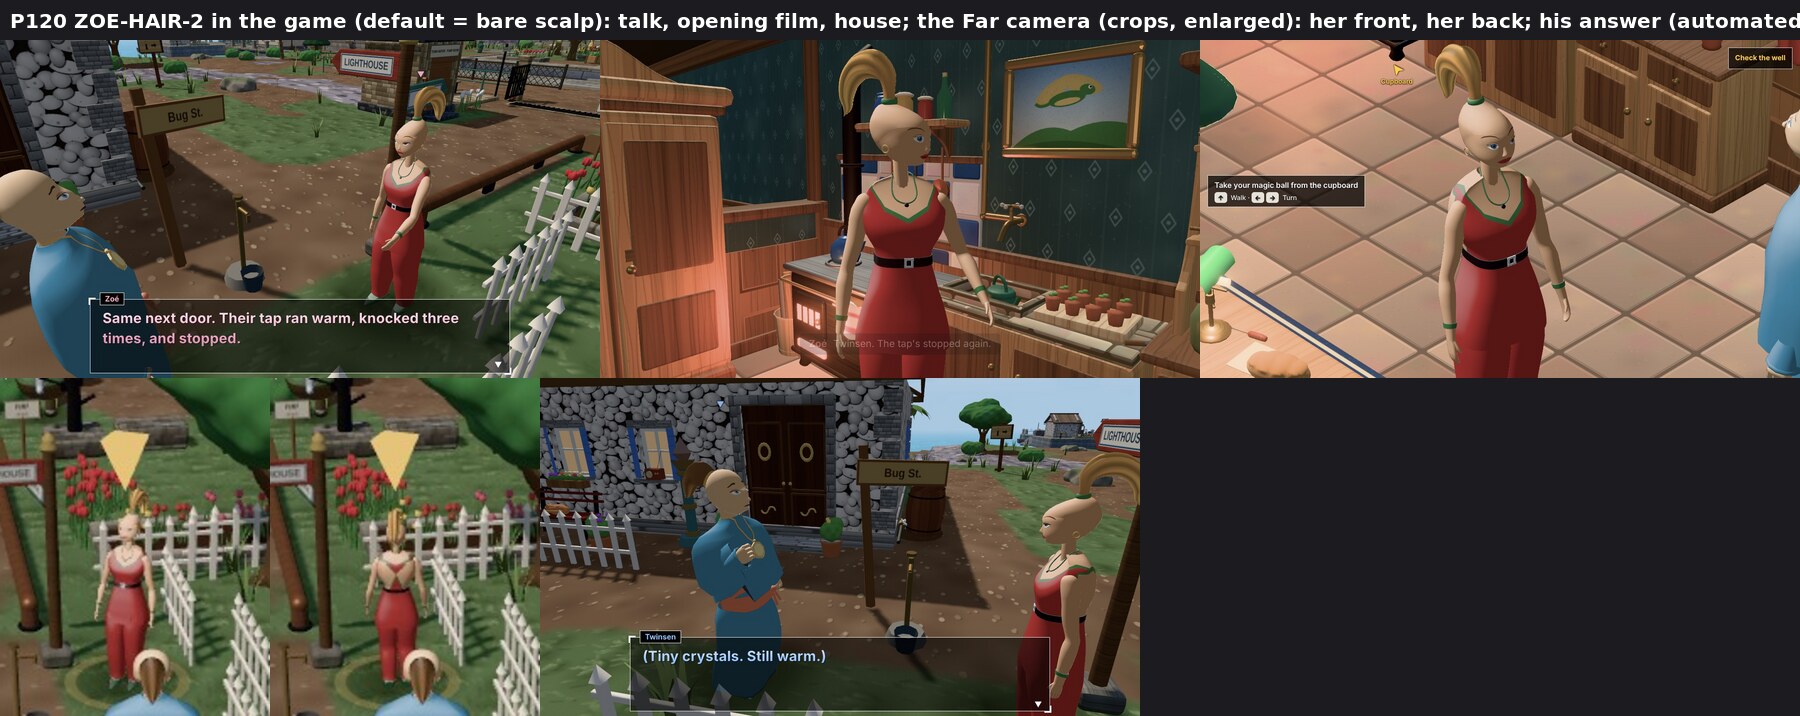 P120 ZOE-HAIR-2 in the game (default = bare scalp): talk, opening film, house; the Far camera (crops, enlarged): her front, her back; his answer (automated
LIGHTHOUSE
Bug St.
Zoé
Same next door. Their tap ran warm, knocked three
times, and stopped.
Zoé Twinsen. The tap's stopped again.
Cupboard
Check the well
Take your magic ball from the cupboard
Walk · Turn
HOUSE
HOUSE
LIGHTHOUS
Bug St.
Twinsen
(Tiny crystals. Still warm.)